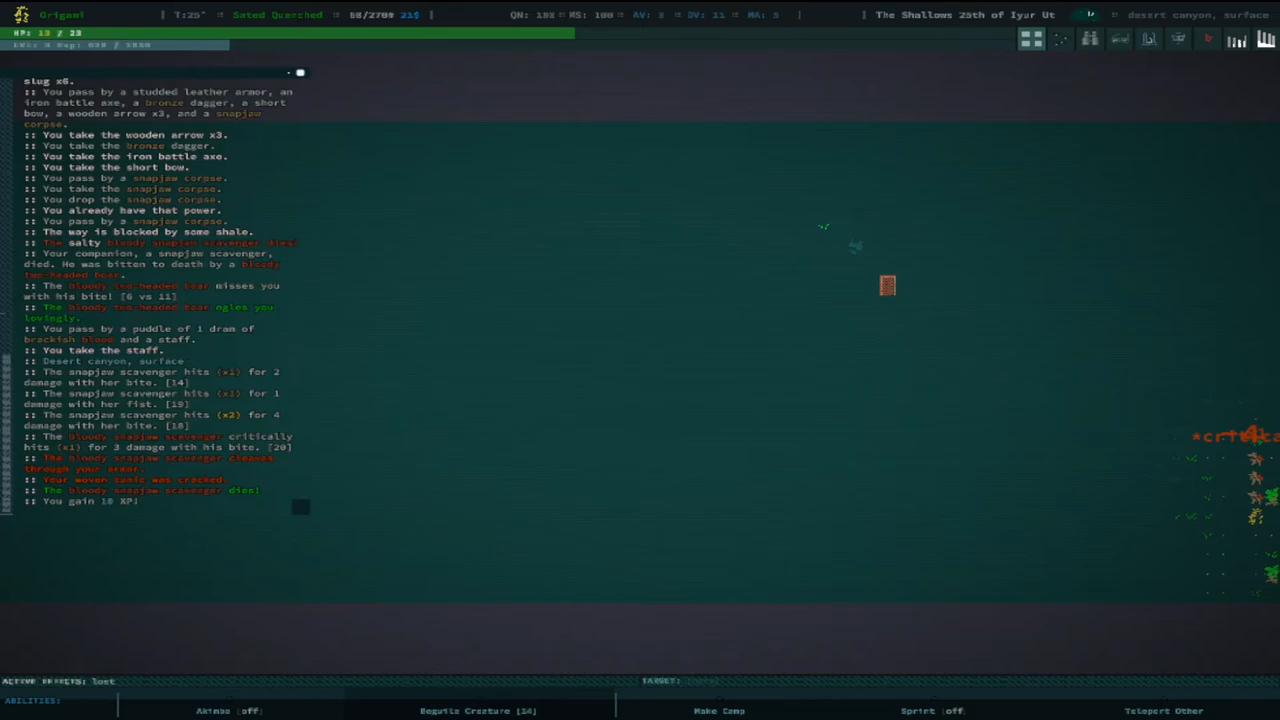 Origami T:25° Sated Quenched 21$ QN: 100 MS: 100 AV: 3 DV: 11 MA: 5 The Shallows 25th of Iyur Ut desert canyon, surface
HP: 13 / 23
slug x6.
:: You pass by a studded leather armor, an
iron battle axe, a bronze dagger, a short
bow, a wooden arrow x3, and a snapjaw
corpse.
:: You take the wooden arrow x3.
:: You take the bronze dagger.
:: You take the iron battle axe.
:: You take the short bow.
:: You pass by a snapjaw corpse.
:: You take the snapjaw corpse.
:: You drop the snapjaw corpse.
:: You already have that power.
:: You pass by a snapjaw corpse.
:: The way is blocked by some shale.
:: The salty bloody snapjaw scavenger dies!
:: Your companion, a snapjaw scavenger,
died. He was bitten to death by a bloody
two-headed boar.
:: The bloody two-headed boar misses you
with his bite! [6 vs 11]
:: The bloody two-headed boar ogles you
lovingly.
:: You pass by a puddle of 1 dram of
brackish blood and a staff.
:: You take the staff.
:: Desert canyon, surface
:: The snapjaw scavenger hits (x1) for 2
damage with her bite. [14]
:: The snapjaw scavenger hits (x1) for 1
damage with her fist. [19]
:: The snapjaw scavenger hits (x2) for 4
damage with her bite. [18]
:: The bloody snapjaw scavenger critically
hits (x1) for 3 damage with his bite. [20]
:: The bloody snapjaw scavenger cleaves
through your armor.
:: Your woven tunic was cracked.
:: The bloody snapjaw scavenger dies!
:: You gain 10 XP!
ACTIVE EFFECTS: lost TARGET:
ABILITIES: Akimbo [off] Beguile Creature [14] Make Camp Sprint [off] Teleport Other